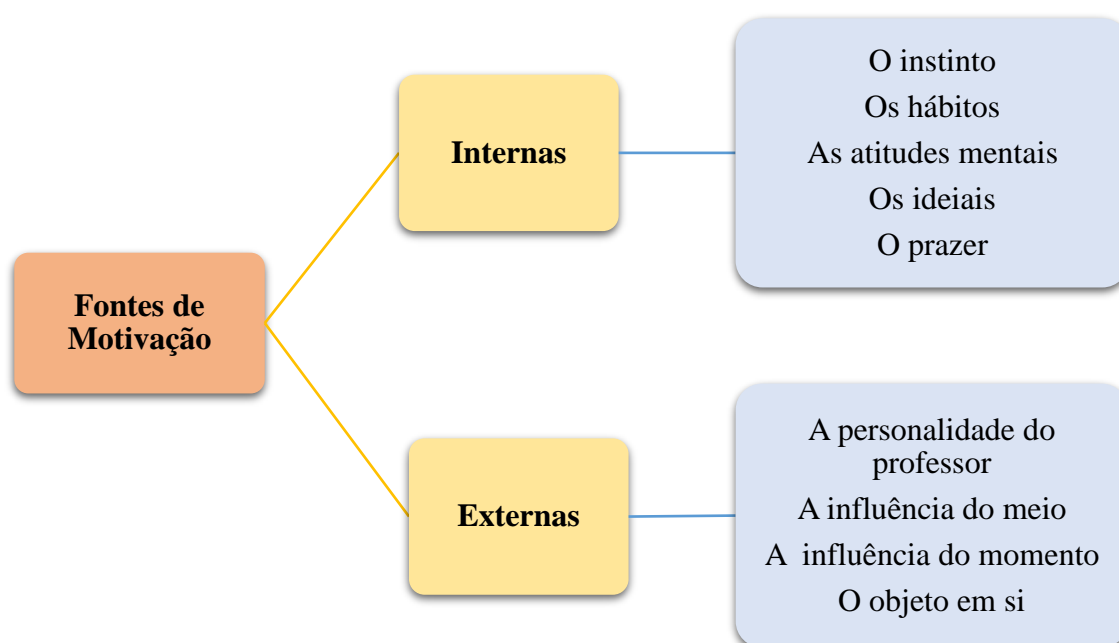 Fontes de
Motivação
Internas
O instinto
Os hábitos
As atitudes mentais
Os ideiais
O prazer
Externas
A personalidade do
professor
A influência do meio
A influência do momento
O objeto em si